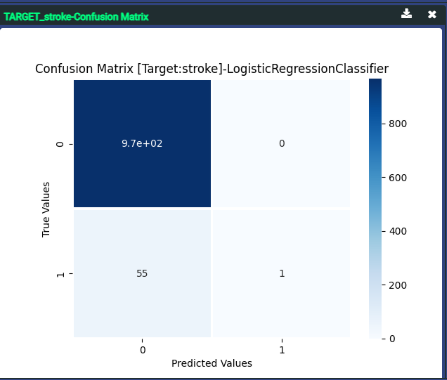 TARGET_stroke-Confusion Matrix
Confusion Matrix [Target:stroke]-LogisticRegressionClassifier
True Values
0
9.7e+02
0
1
55
1
0
1
Predicted Values
800
600
400
200
0